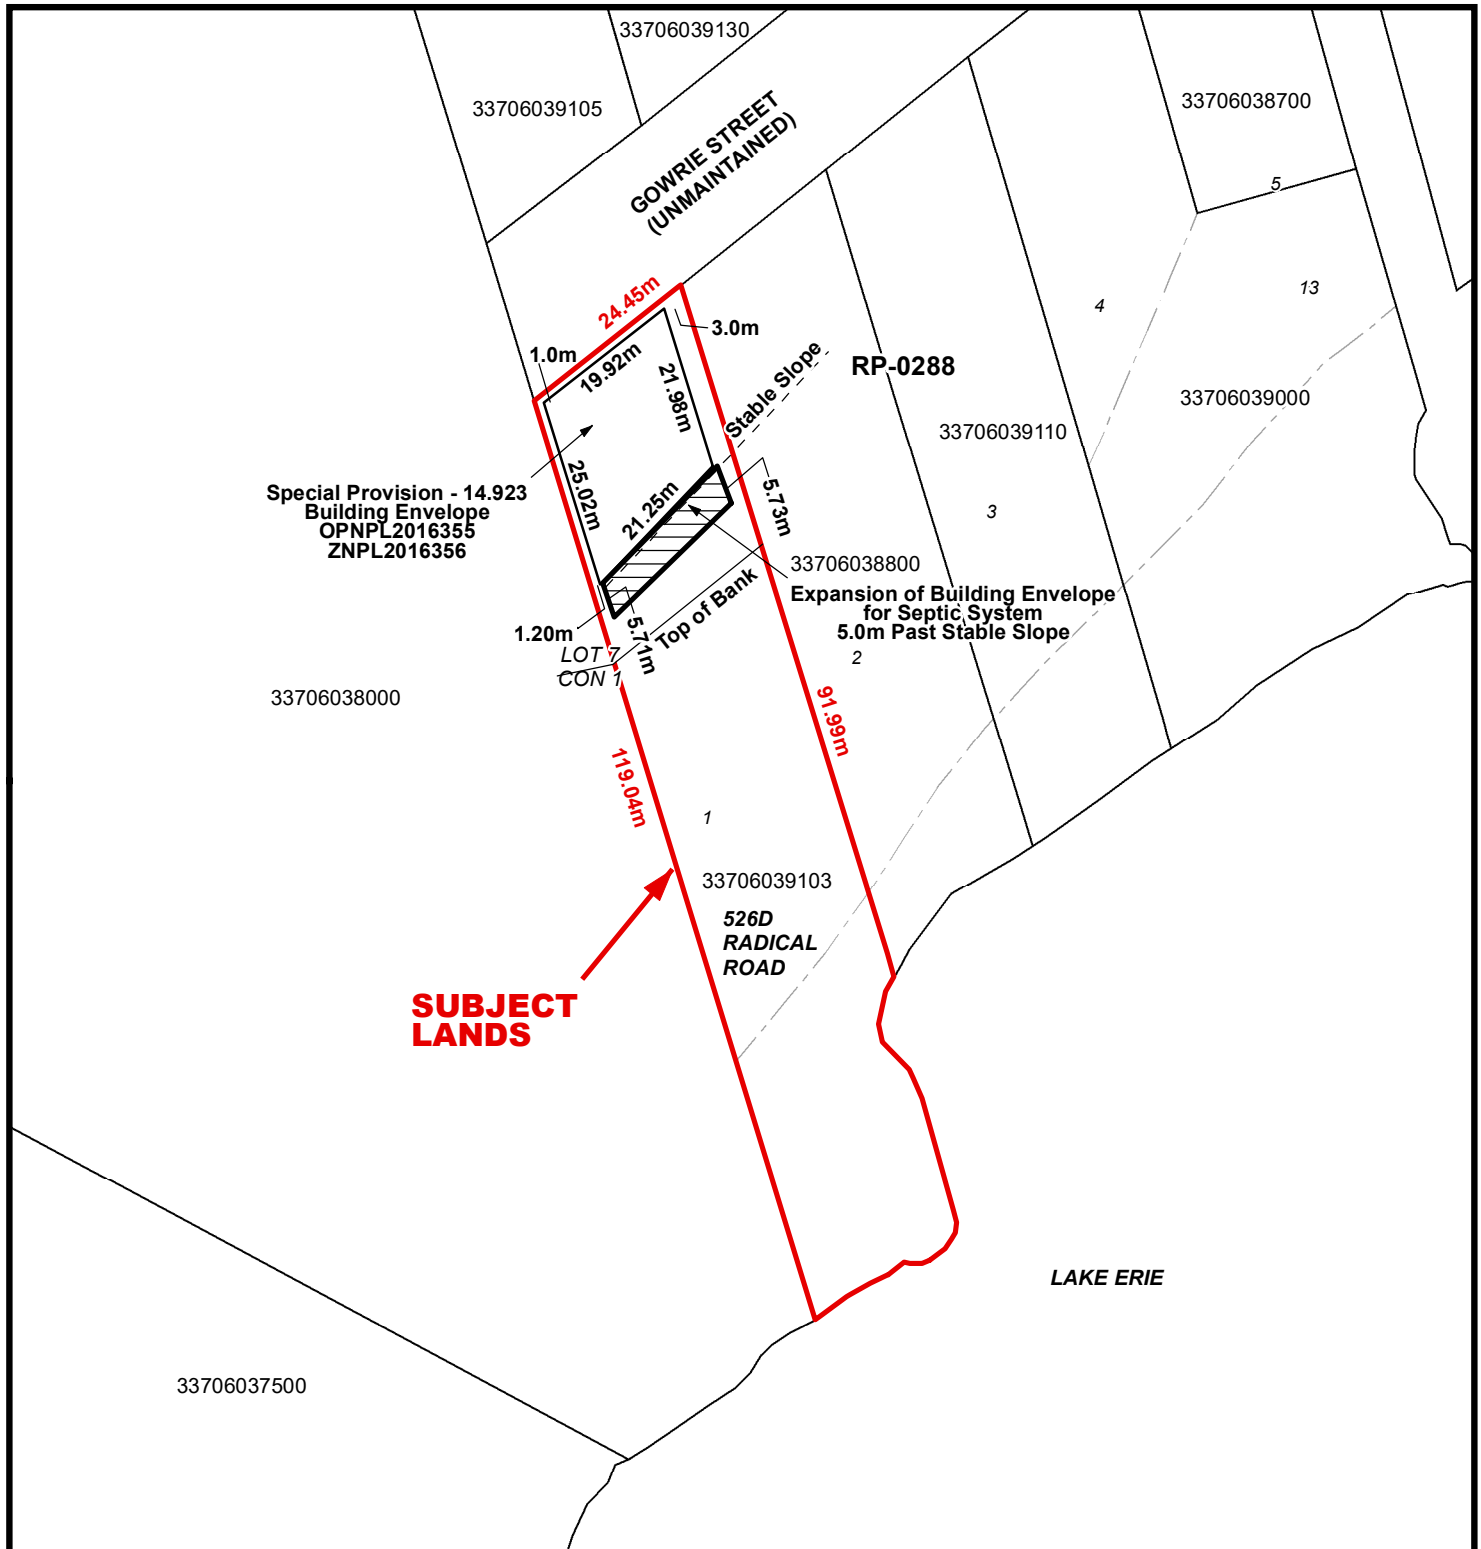 33706039130
33706039105
33706038700
GOWRIE STREET
(UNMAINTAINED)
5
13
4
24.45m
3.0m
1.0m
19.92m
21.98m
Stable Slope
RP-0288
33706039000
33706039110
25.02m
21.25m
5.73m
Special Provision - 14.923
Building Envelope
OPNPL2016355
ZNPL2016356
3
33706038800
Expansion of Building Envelope
for Septic System
5.0m Past Stable Slope
Top of Bank
1.20m
5.71m
LOT 7
CON 1
2
33706038000
91.99m
119.04m
1
33706039103
526D
RADICAL
ROAD
SUBJECT
LANDS
LAKE ERIE
33706037500